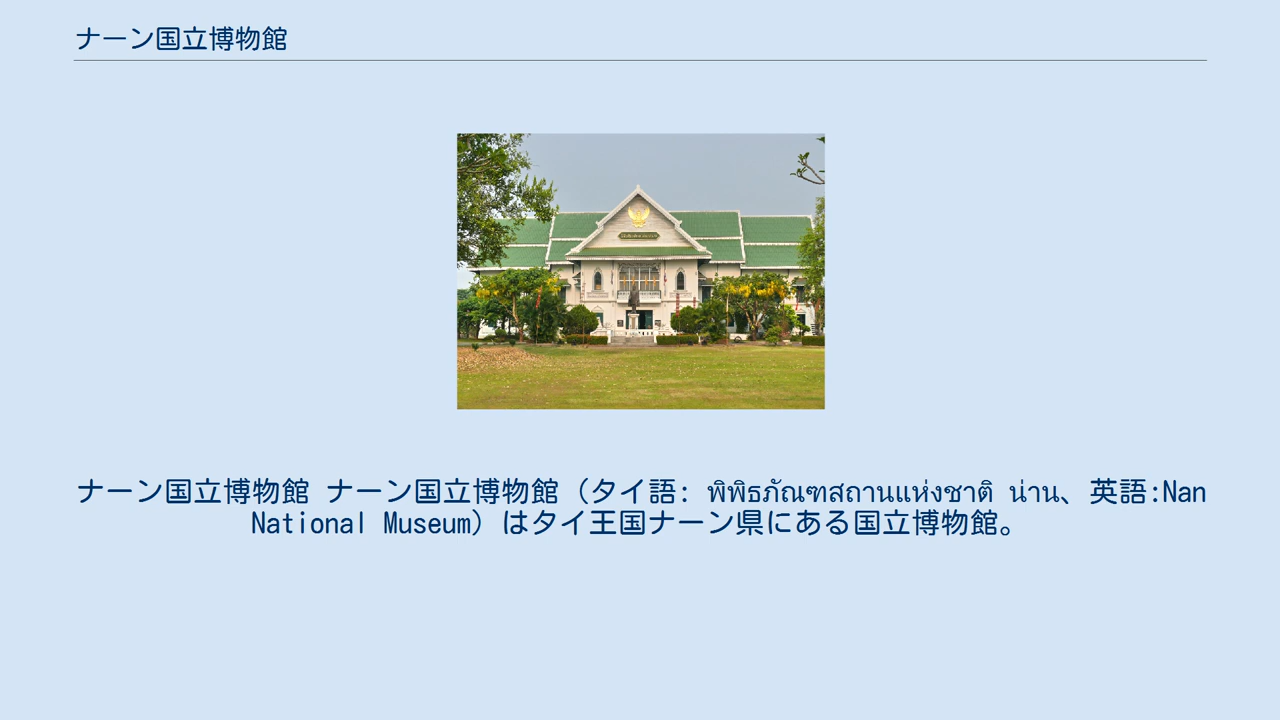 ナーン国立博物館
ナーン国立博物館 ナーン国立博物館（タイ語: พิพิธภัณฑสถานแห่งชาติ น่าน、英語:Nan
National Museum）はタイ王国ナーン県にある国立博物館。